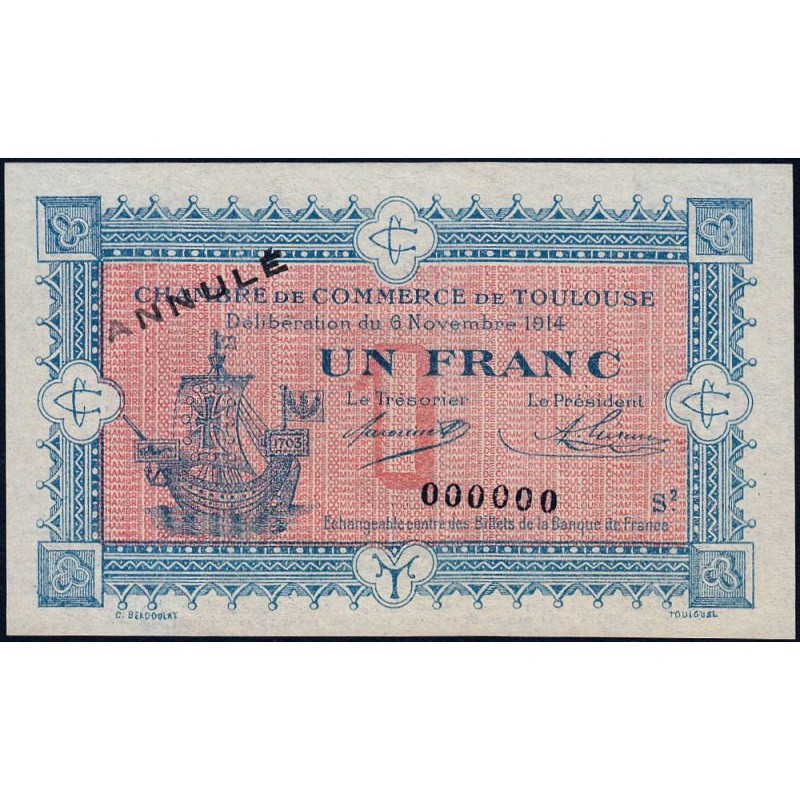 ANNULÉ
CHAMBRE DE COMMERCE DE TOULOUSE
Délibération du 6 Novembre 1914
UN FRANC
1
Le Trésorier Le Président
1703
000000 S².
Echangeable contre des Billets de la Banque de France
C. BERDOULAT TOULOUSE